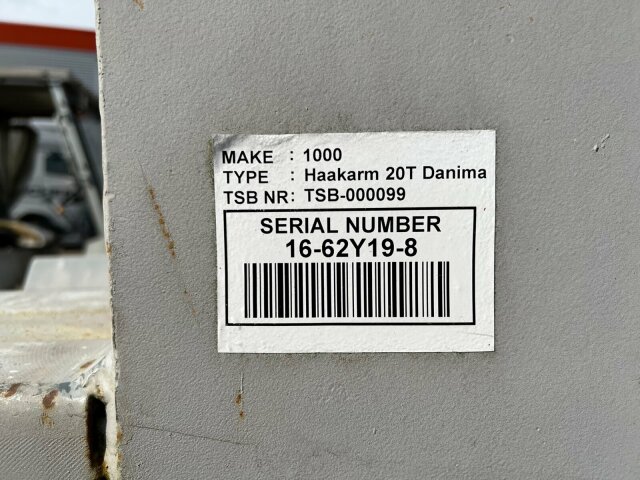 MAKE : 1000
TYPE : Haakarm 20T Danima
TSB NR: TSB-000099
SERIAL NUMBER
16-62Y19-8